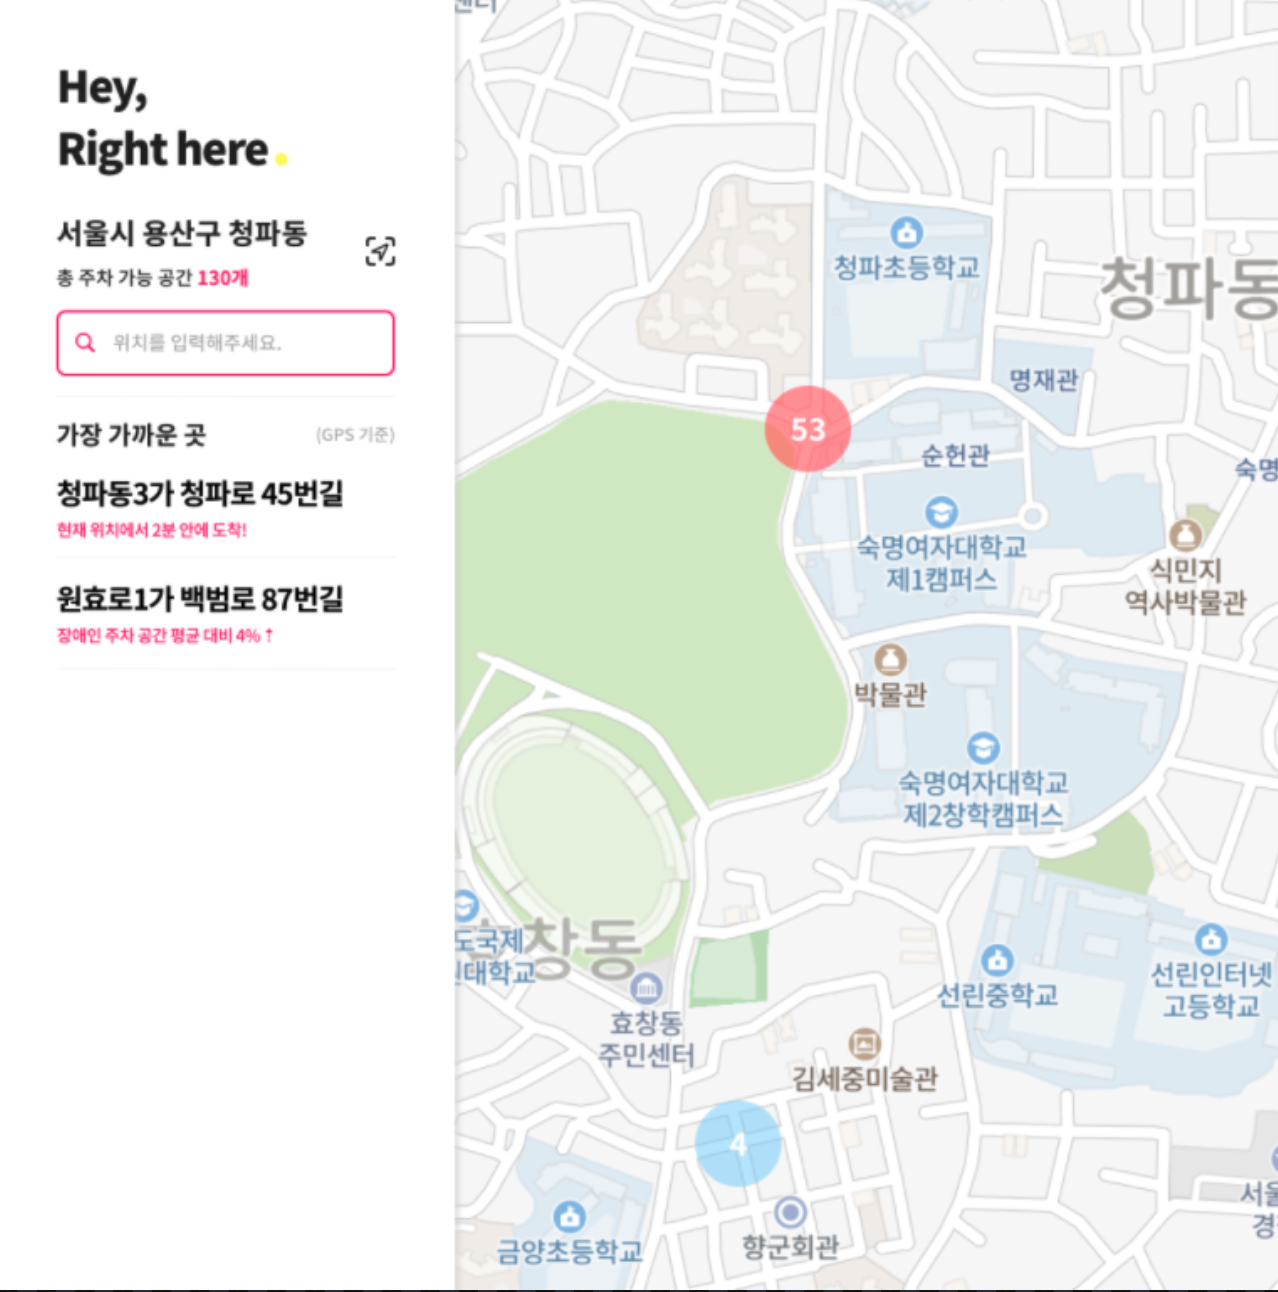 Hey,
Right here.
서울시 용산구 청파동
총 주차 가능 공간 130개
위치를 입력해주세요.
가장 가까운 곳 (GPS 기준)
청파동3가 청파로 45번길
현재 위치에서 2분 안에 도착!
원효로1가 백범로 87번길
장애인 주차 공간 평균 대비 4% ↑
센터
청파초등학교
청파동
명재관
53
순헌관
숙명
숙명여자대학교
제1캠퍼스
식민지
역사박물관
박물관
숙명여자대학교
제2창학캠퍼스
도국제
대학교
창동
효창동
주민센터
선린중학교
선린인터넷
고등학교
김세중미술관
4
서울
경
향군회관
금양초등학교